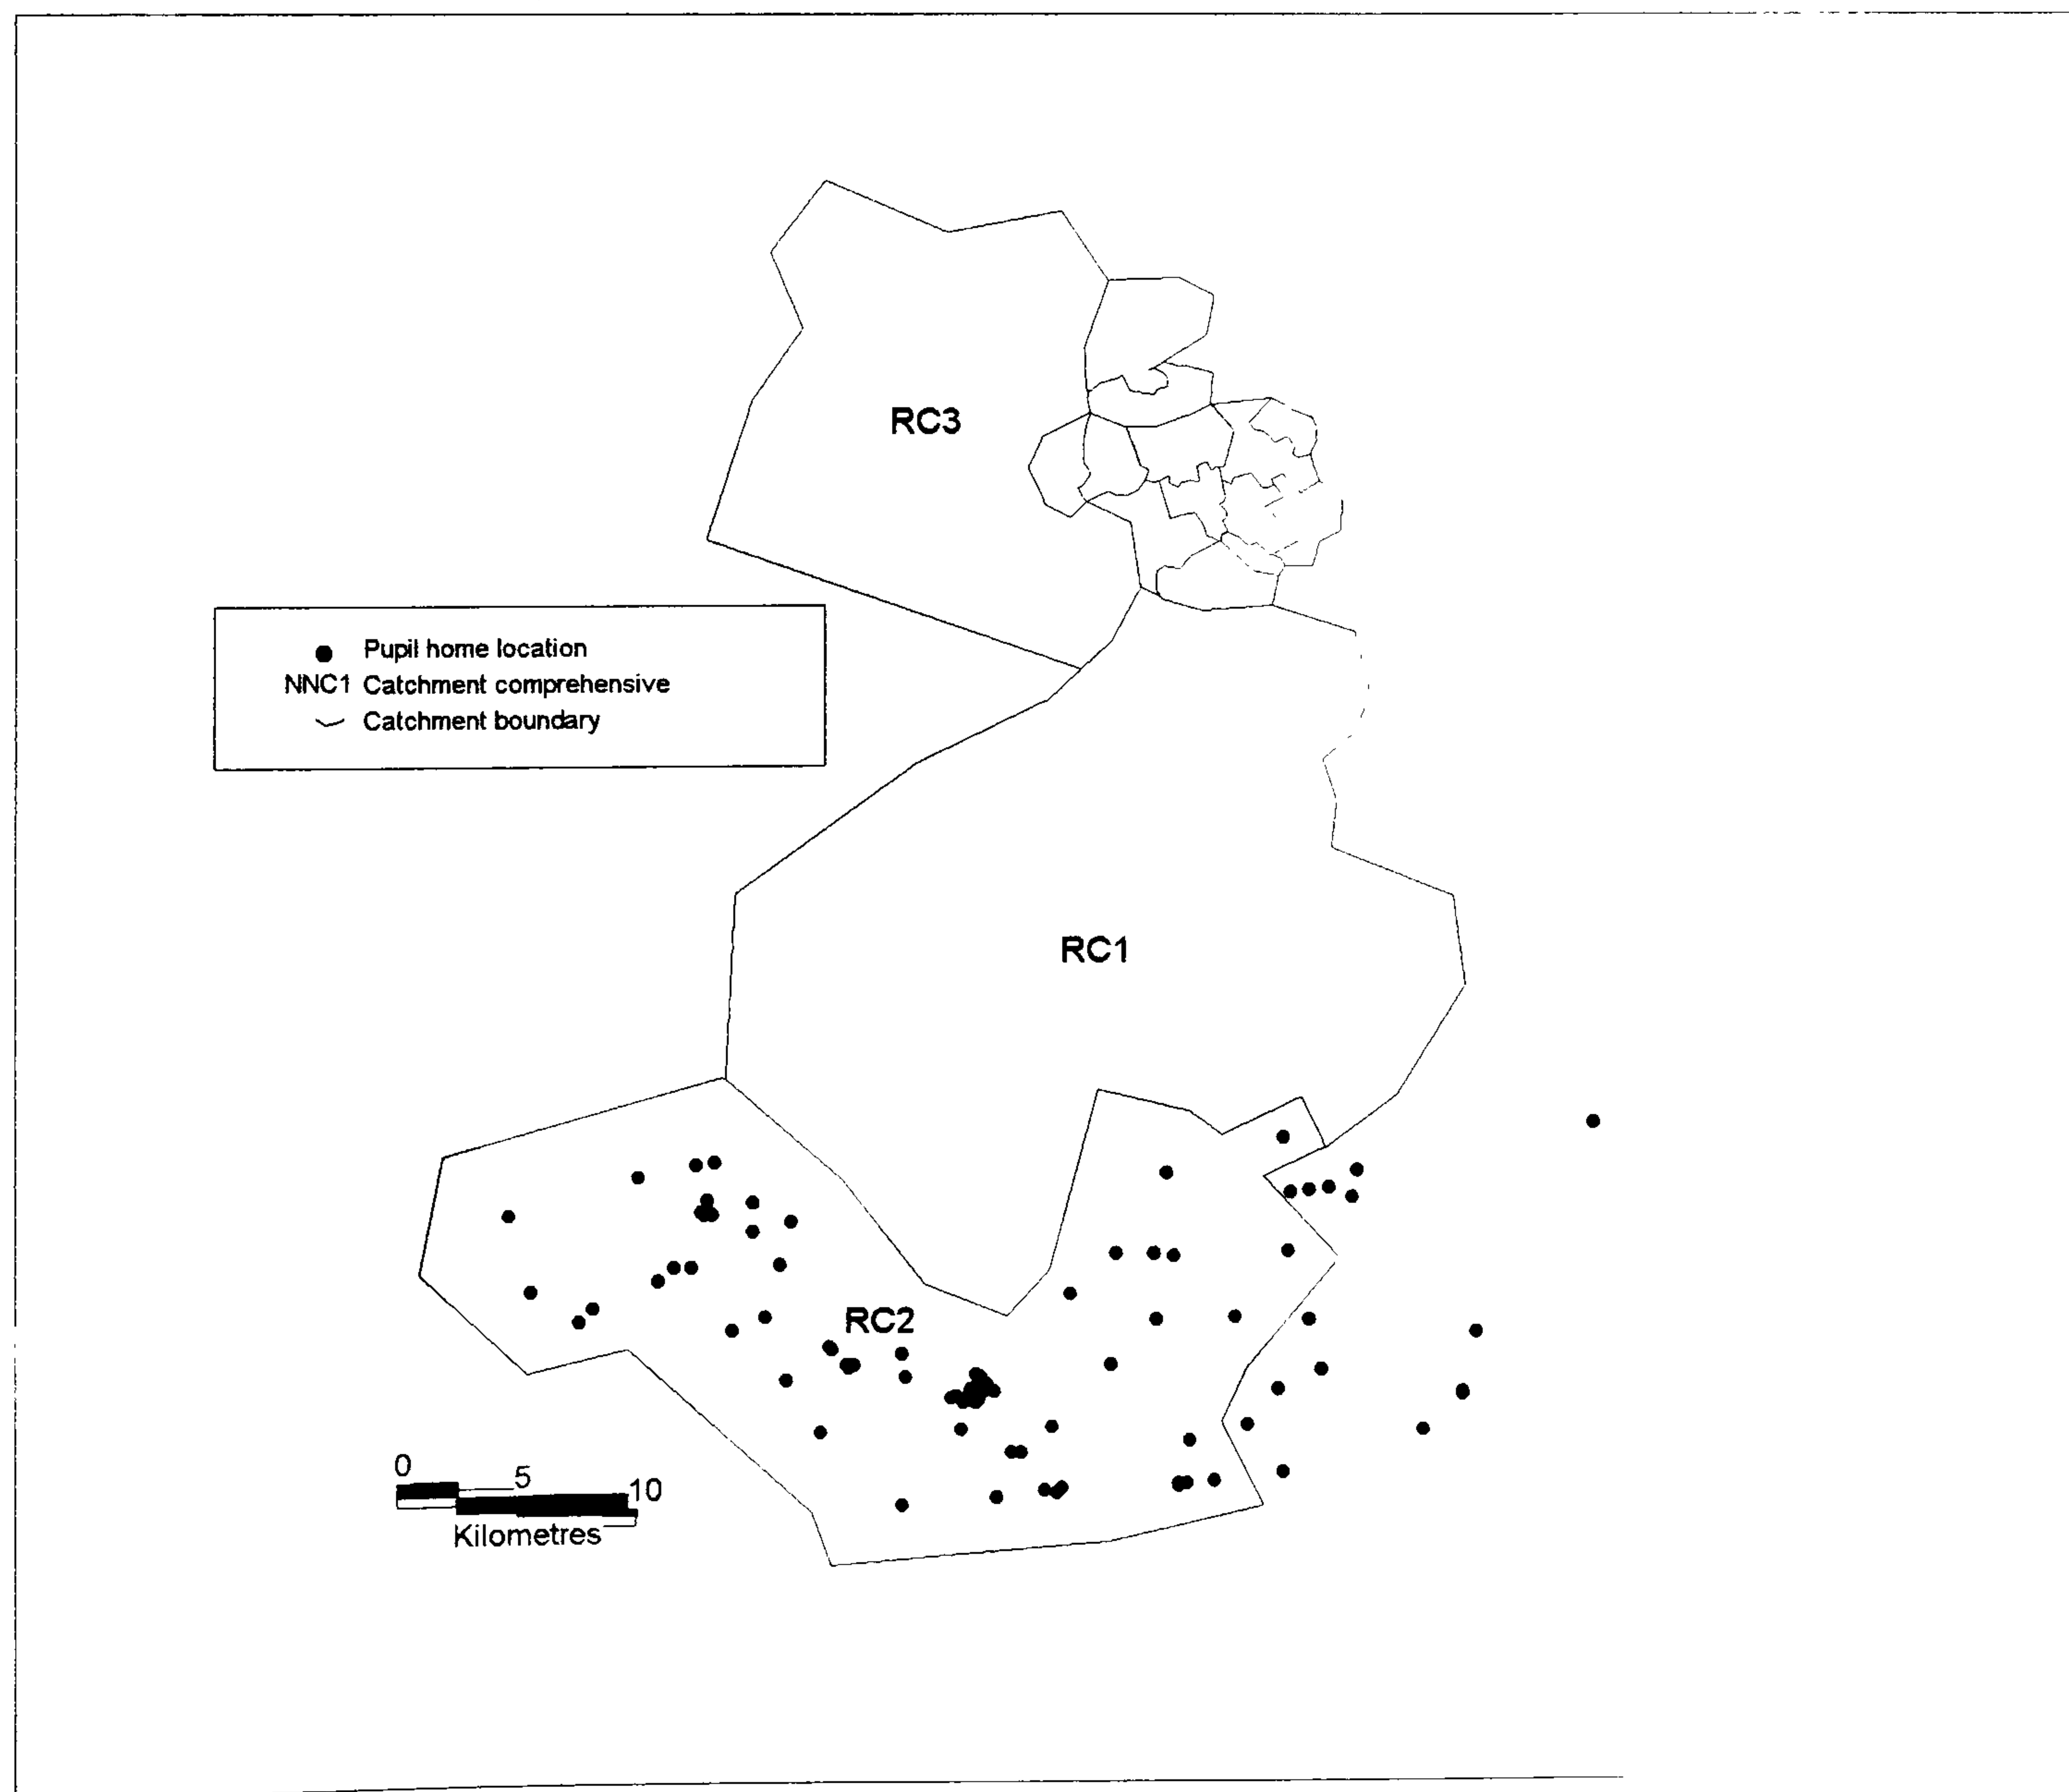 RC3
Pupil home location
NNC1 Catchment comprehensive
Catchment boundary
RC1
RC2
0 5 10
Kilometres